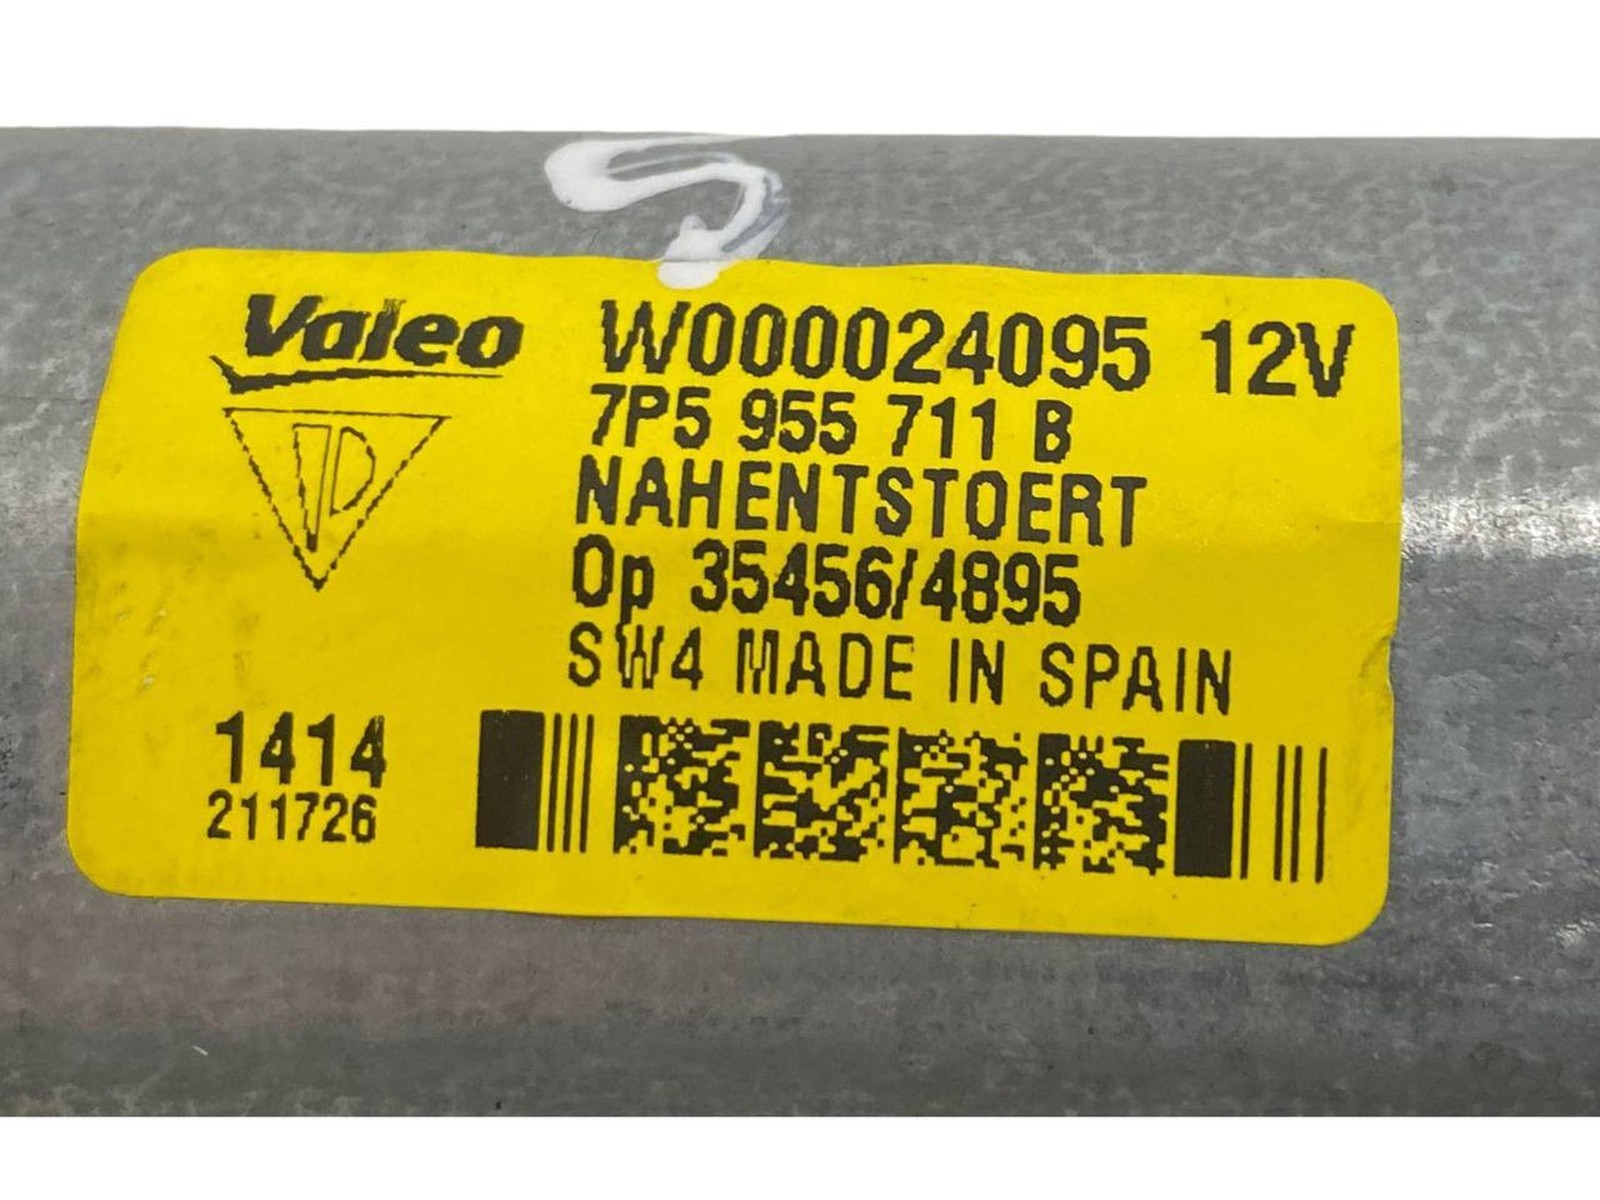 Valeo
W000024095 12V
7P5 955 711 B
NAHENTSTOERT
Op 35456/4895
SW4 MADE IN SPAIN
1414
211726